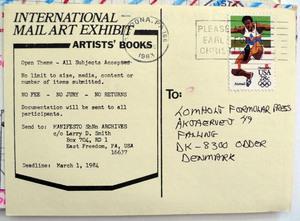 INTERNATIONAL
MAIL ART EXHIBIT
ARTISTS' BOOKS
Open Theme - All Subjects Accepted
No limit to size, media, content or
number of items submitted.
NO FEE - NO JURY - NO RETURNS
Documentation will be sent to all
participants.
Send to: MANIFESTO ShNo ARCHIVES
c/o Larry D. Smith
Box 704, RD 1
East Freedom, PA, USA
16637
Deadline: March 1, 1984
1983
PLEASE
EARLY
CHRIST
USA
To:
LOMHOLT FORMULAR PRESS
FALLING
DK-8300 ODDER
DENMARK